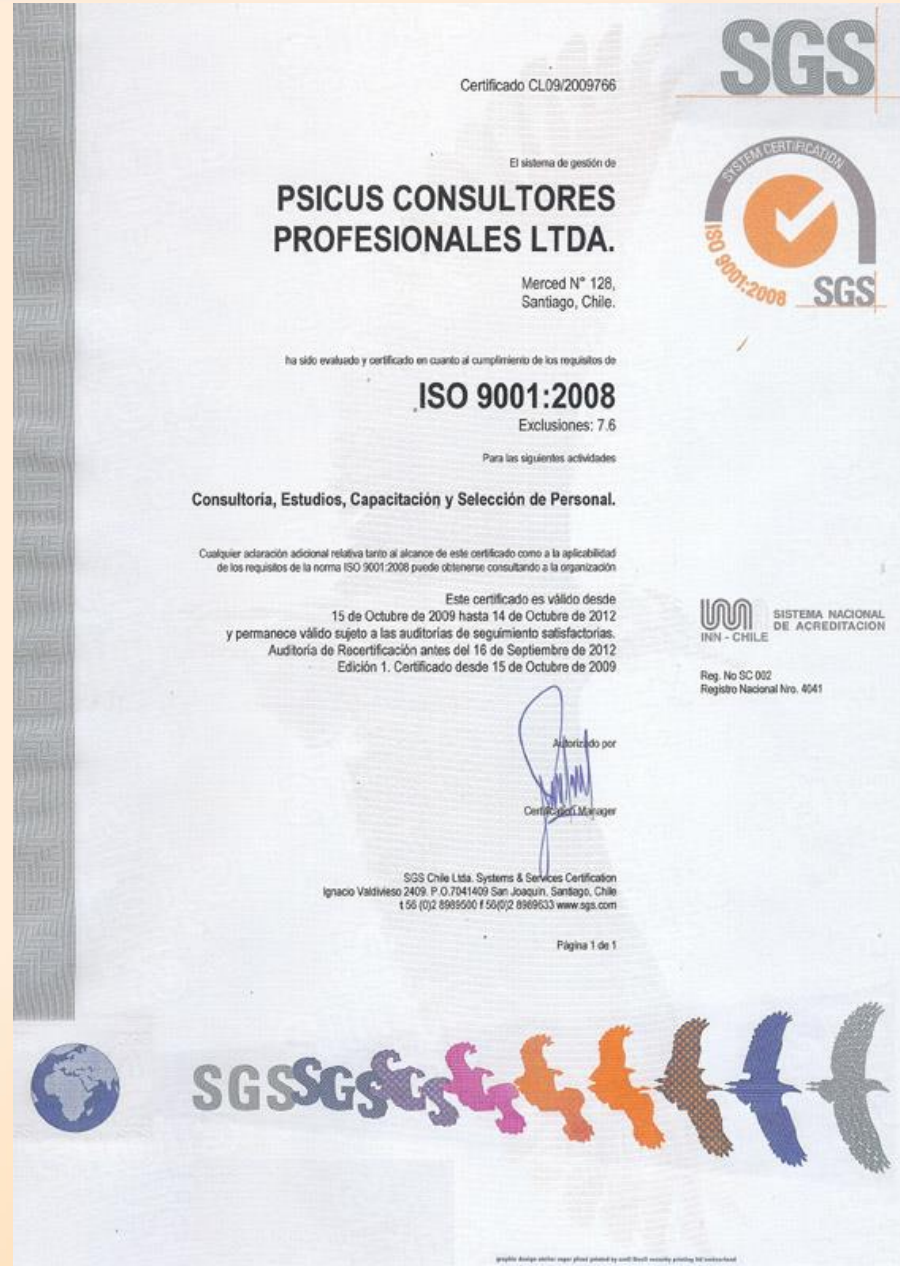 SGS
Certificado CL09/2009766
El sistema de gestión de
PSICUS CONSULTORES
PROFESIONALES LTDA.
Merced N° 128,
Santiago, Chile.
SYSTEM CERTIFICATION
ISO 9001:2008
SGS
ha sido evaluado y certificado en cuanto al cumplimiento de los requisitos de
ISO 9001:2008
Exclusiones: 7.6
Para las siguientes actividades
Consultoría, Estudios, Capacitación y Selección de Personal.
Cualquier aclaración adicional relativa tanto al alcance de este certificado como a la aplicabilidad
de los requisitos de la norma ISO 9001:2008 puede obtenerse consultando a la organización
Este certificado es válido desde
15 de Octubre de 2009 hasta 14 de Octubre de 2012
y permanece válido sujeto a las auditorías de seguimiento satisfactorias.
Auditoría de Recertificación antes del 16 de Septiembre de 2012
Edición 1. Certificado desde 15 de Octubre de 2009
INN - CHILE
SISTEMA NACIONAL
DE ACREDITACION
Reg. No SC 002
Registro Nacional Nro. 4041
Autorizado por
Certification Manager
SGS Chile Ltda. Systems & Services Certification
Ignacio Valdivieso 2409. P.O.7041409 San Joaquín, Santiago, Chile
t 56 (0)2 8989500 f 56(0)2 8989633 www.sgs.com
Página 1 de 1
SGSSGS